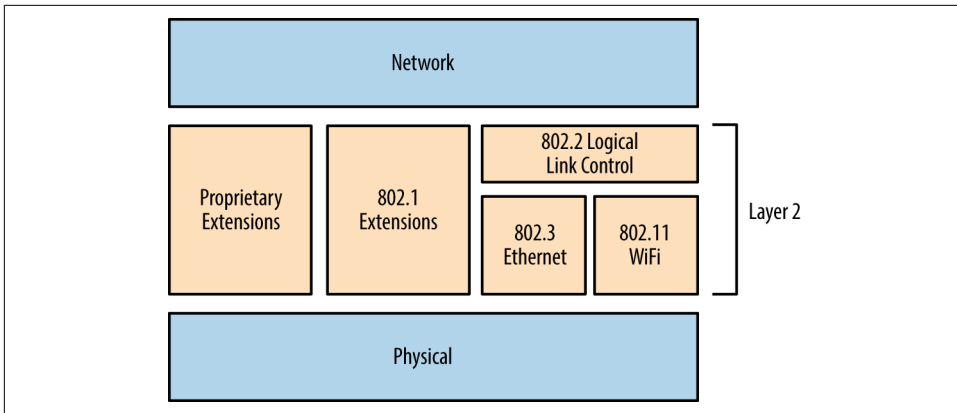 Network
Proprietary
Extensions
802.1
Extensions
802.2 Logical
Link Control
802.3
Ethernet
802.11
WiFi
Layer 2
Physical